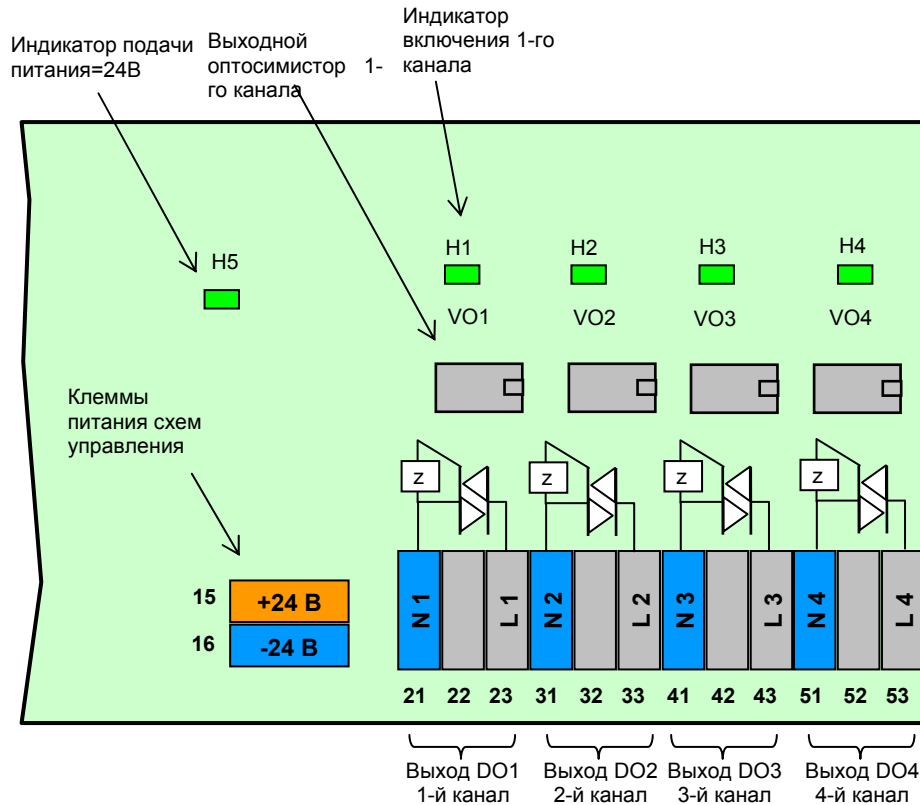 Индикатор подачи
питания=24В
Выходной
оптосимистор 1-
го канала
Индикатор
включения 1-го
канала
H5
H1
H2
H3
H4
VO1
VO2
VO3
VO4
Клеммы
питания схем
управления
z
z
z
z
15
+24 В
16
-24 В
N 1
L 1
N 2
L 2
N 3
L 3
N 4
L 4
21 22 23 31 32 33 41 42 43 51 52 53
Выход DO1
1-й канал
Выход DO2
2-й канал
Выход DO3
3-й канал
Выход DO4
4-й канал